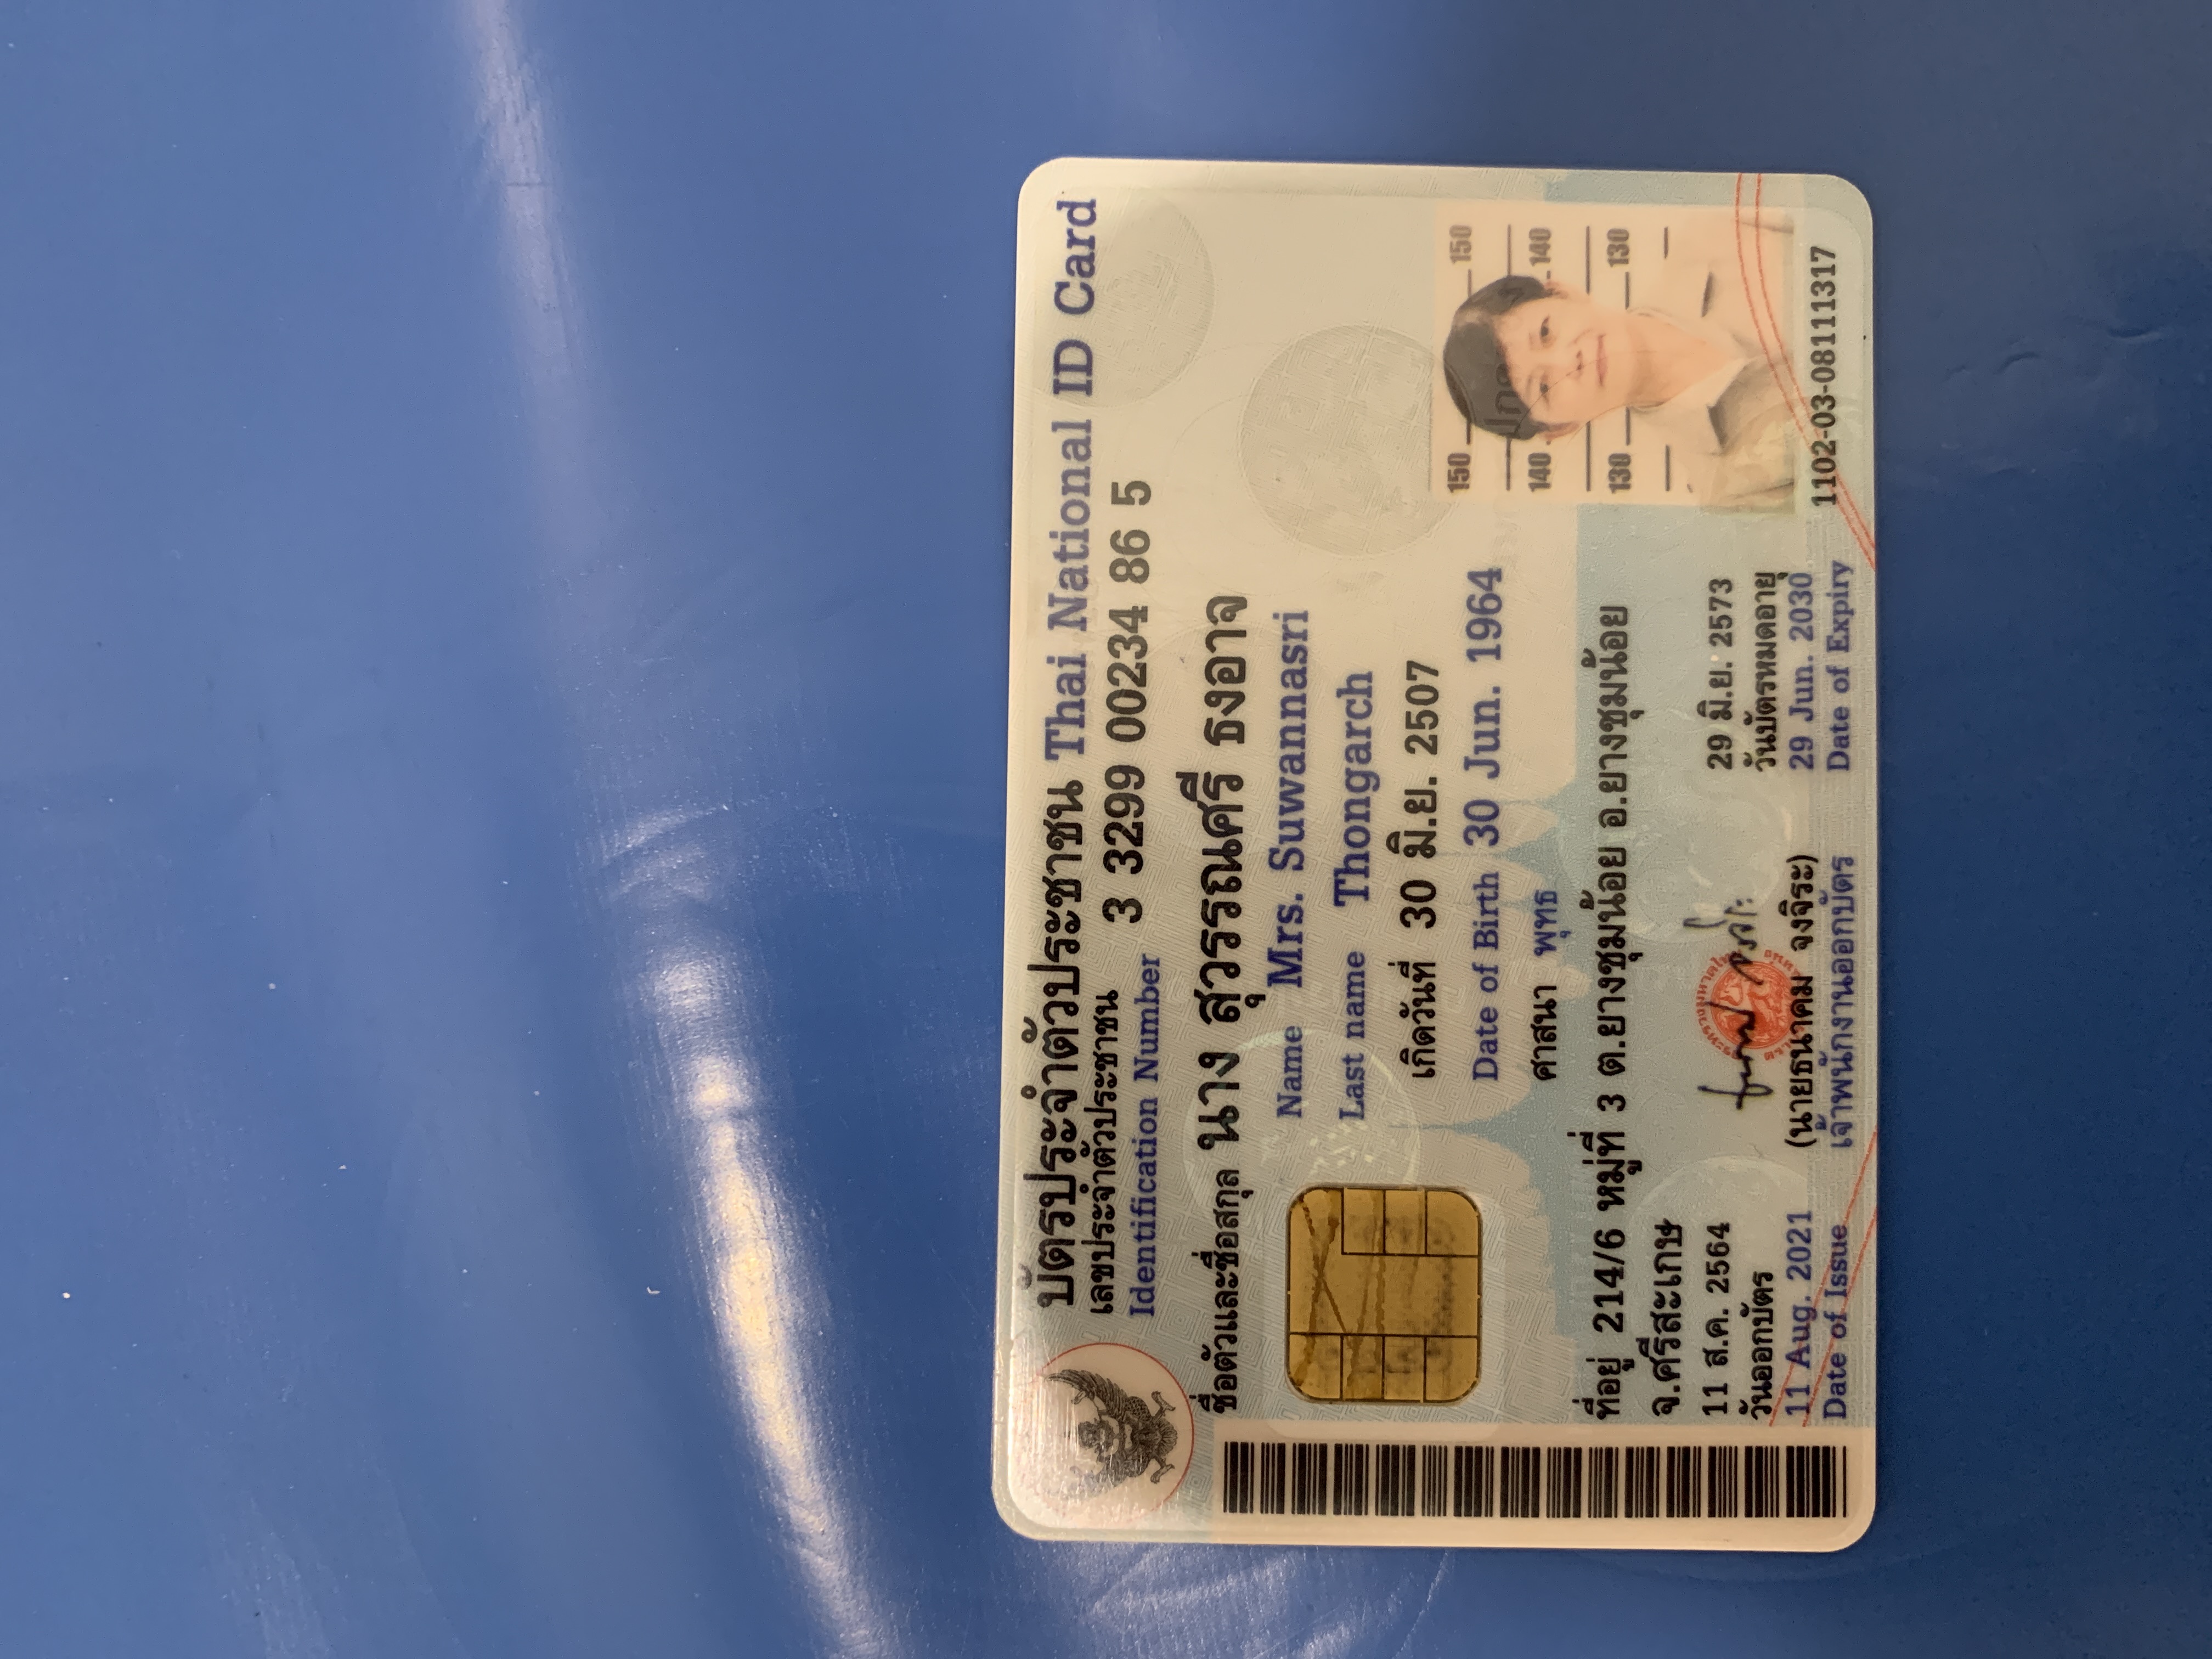 บัตรประจำตัวประชาชน Thai National ID Card
เลขประจำตัวประชาชน 3 3299 00234 86 5
Identification Number
ชื่อตัวและชื่อสกุล นาง สุวรรณศรี ธงอาจ
Name Mrs. Suwannasri
Last name Thongarch
เกิดวันที่ 30 มิ.ย. 2507
Date of Birth 30 Jun. 1964
ศาสนา พุทธ
ที่อยู่ 214/6 หมู่ที่ 3 ต.ยางชุมน้อย อ.ยางชุมน้อย
จ.ศรีสะเกษ
11 ส.ค. 2564
วันออกบัตร
11 Aug. 2021
Date of Issue
(นายธนาคม จงจิระ)
เจ้าพนักงานออกบัตร
29 มิ.ย. 2573
วันบัตรหมดอายุ
29 Jun. 2030
Date of Expiry
150 150
140 140
130 130
1102-03-08111317